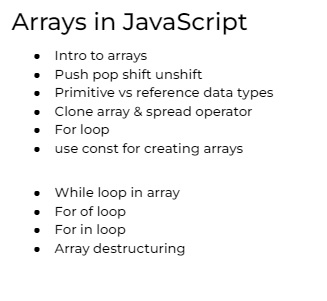 Arrays in JavaScript
• Intro to arrays
• Push pop shift unshift
• Primitive vs reference data types
• Clone array & spread operator
• For loop
• use const for creating arrays
• While loop in array
• For of loop
• For in loop
• Array destructuring